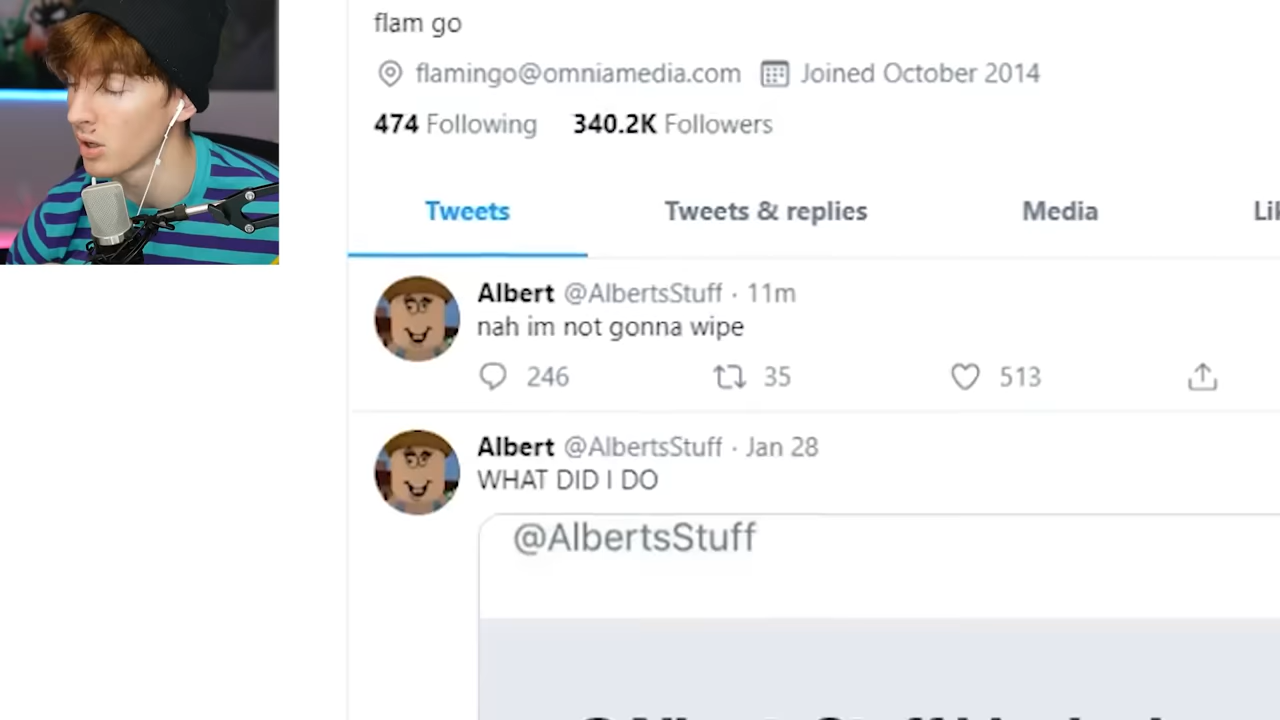 flam go
flamingo@omniamedia.com Joined October 2014
474 Following 340.2K Followers
Tweets Tweets & replies Media
Albert @AlbertsStuff · 11m
nah im not gonna wipe
246 35 513
Albert @AlbertsStuff · Jan 28
WHAT DID I DO
@AlbertsStuff